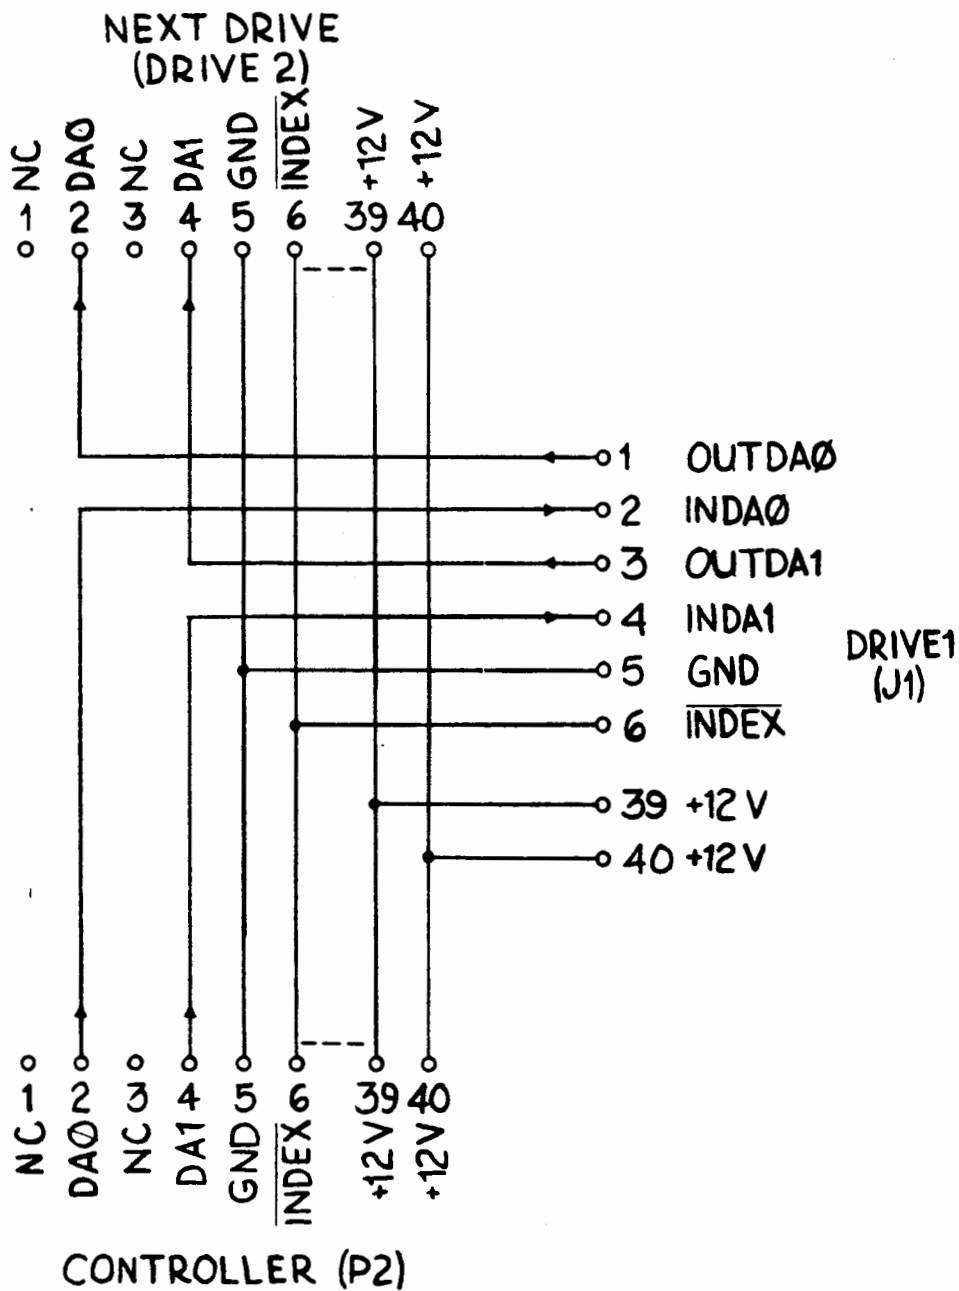 NEXT DRIVE
(DRIVE 2)
NC DAØ NC DA1 GND INDEX +12V +12V
1 2 3 4 5 6 39 40
1 OUTDAØ
2 INDAØ
3 OUTDA1
4 INDA1
5 GND
6 INDEX
39 +12V
40 +12V
DRIVE1
(J1)
1 2 3 4 5 6 39 40
NC DAØ NC DA1 GND INDEX +12V +12V
CONTROLLER (P2)